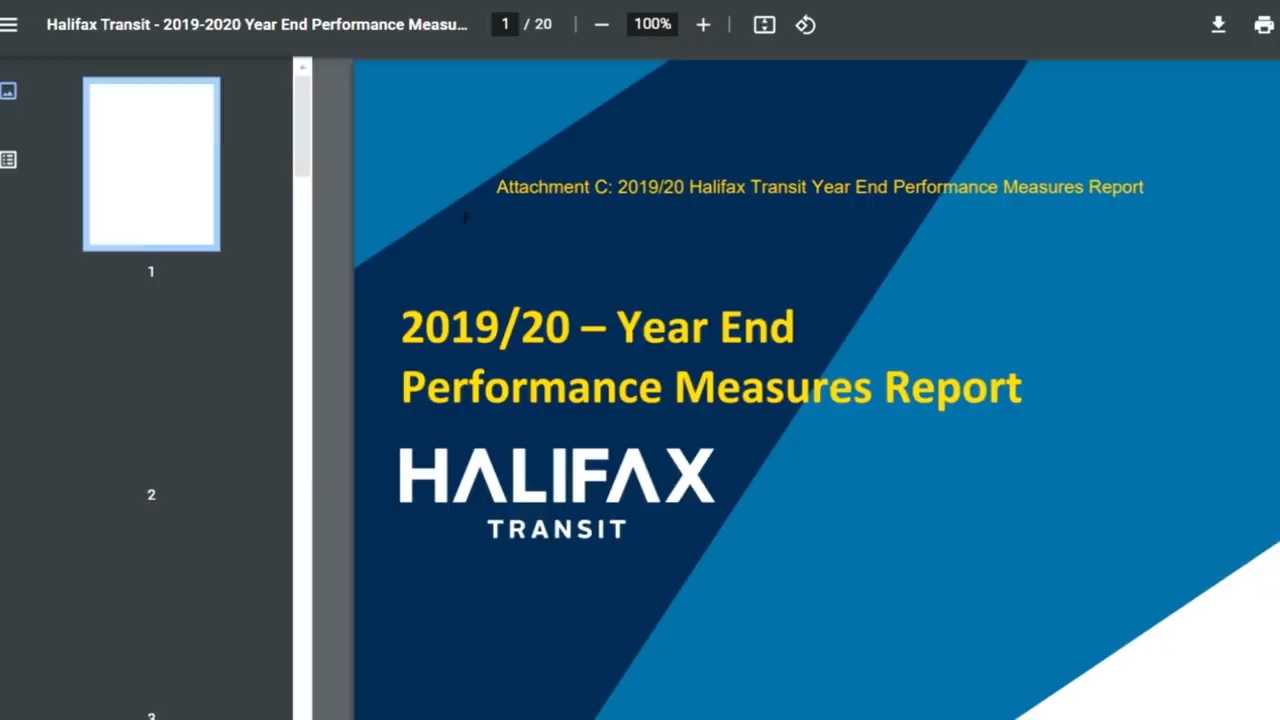 Halifax Transit - 2019-2020 Year End Performance Measu...
1 / 20
100%
1
2
3
Attachment C: 2019/20 Halifax Transit Year End Performance Measures Report
F
2019/20 – Year End
Performance Measures Report
HALIFAX
TRANSIT